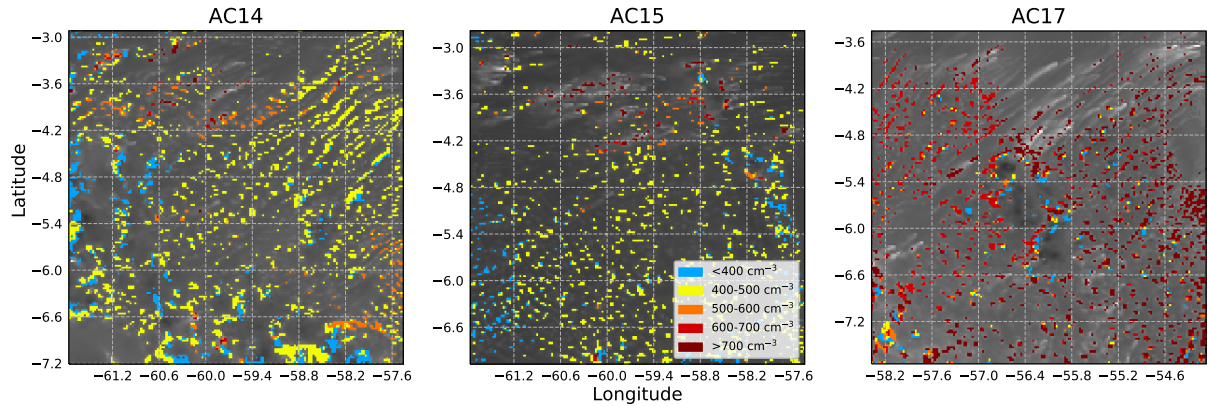 AC14 AC15 AC17
−3.0 −3.6 −4.2 −4.8 −5.4 −6.0 −6.6 −7.2
Latitude
−61.2 −60.6 −60.0 −59.4 −58.8 −58.2 −57.6
−3.0 −3.6 −4.2 −4.8 −5.4 −6.0 −6.6
<400 cm⁻³
400-500 cm⁻³
500-600 cm⁻³
600-700 cm⁻³
>700 cm⁻³
−61.2 −60.6 −60.0 −59.4 −58.8 −58.2 −57.6
Longitude
−3.6 −4.2 −4.8 −5.4 −6.0 −6.6 −7.2
−58.2 −57.6 −57.0 −56.4 −55.8 −55.2 −54.6